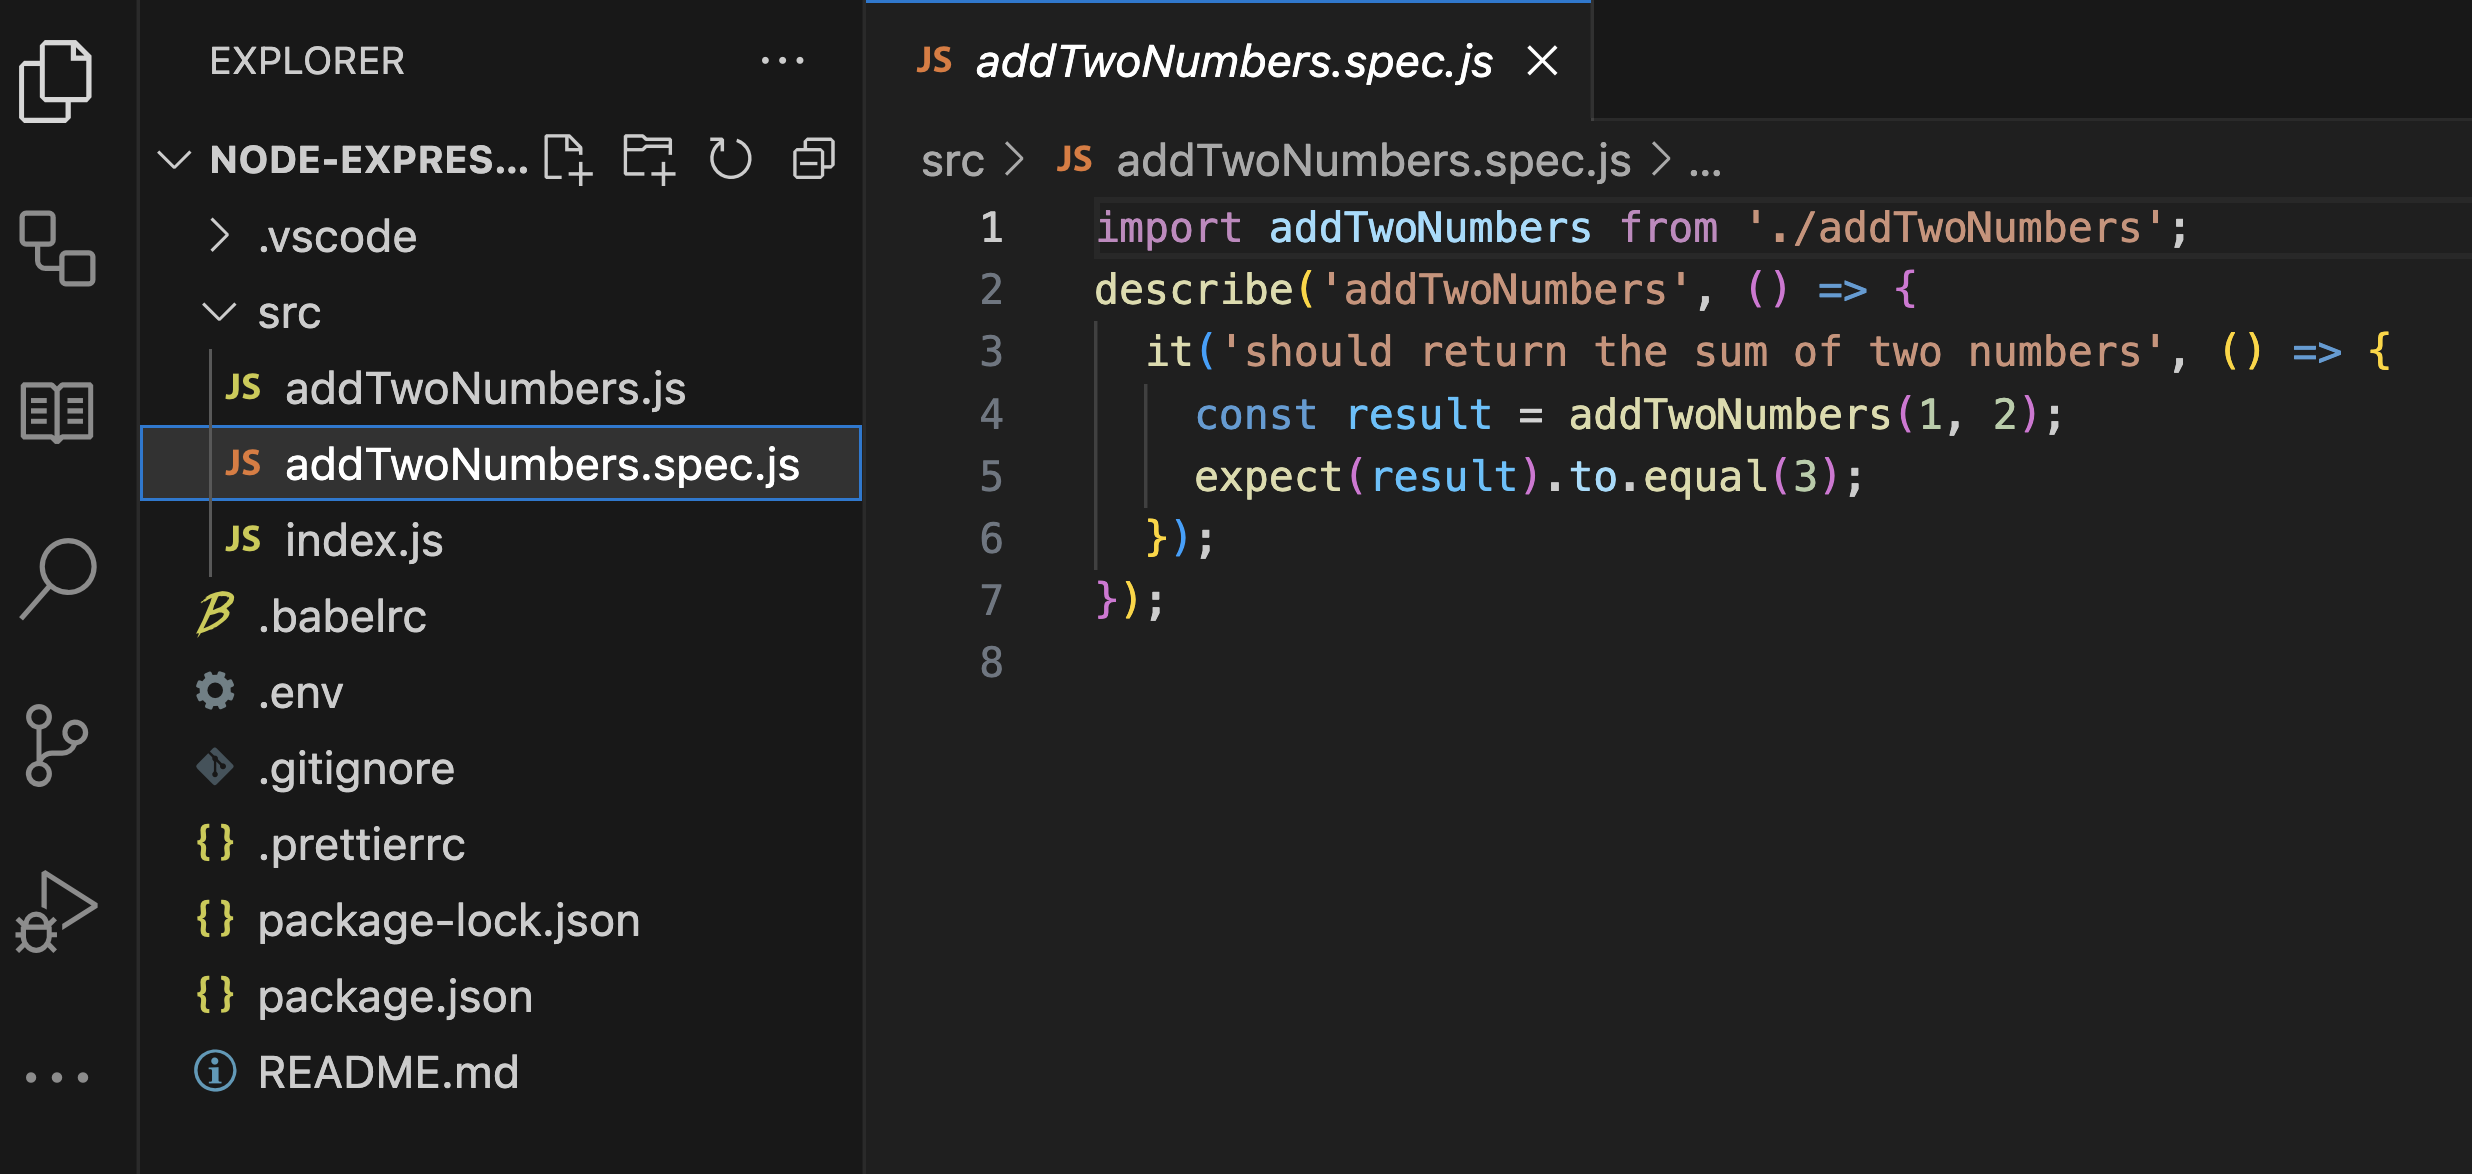 EXPLORER
NODE-EXPRES...
.vscode
src
JS addTwoNumbers.js
JS addTwoNumbers.spec.js
JS index.js
.babelrc
.env
.gitignore
{} .prettierrc
{} package-lock.json
{} package.json
README.md
JS addTwoNumbers.spec.js
src > JS addTwoNumbers.spec.js > ...
1 import addTwoNumbers from './addTwoNumbers';
2 describe('addTwoNumbers', () => {
3   it('should return the sum of two numbers', () => {
4     const result = addTwoNumbers(1, 2);
5     expect(result).to.equal(3);
6   });
7 });
8